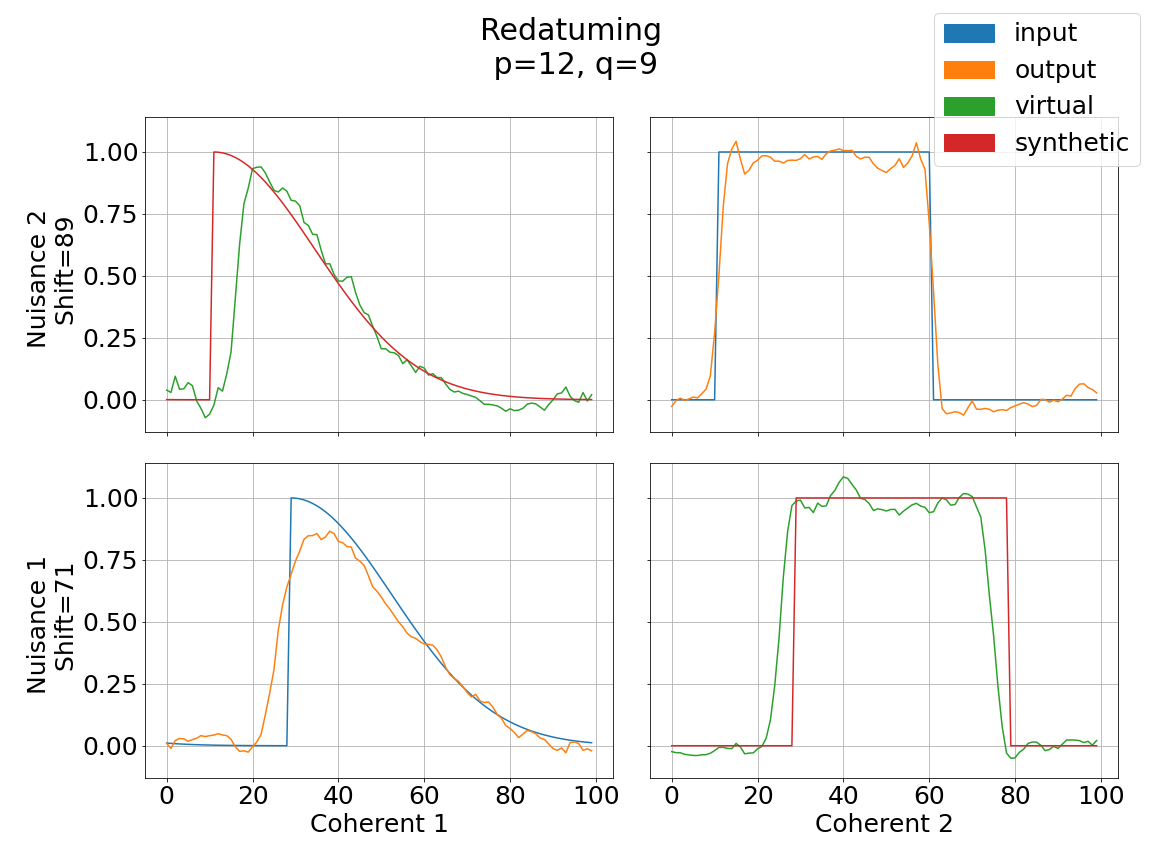 Redatuming
p=12, q=9
input
output
virtual
synthetic
Nuisance 2
Shift=89
1.00
0.75
0.50
0.25
0.00
Nuisance 1
Shift=71
1.00
0.75
0.50
0.25
0.00
0 20 40 60 80 100
0 20 40 60 80 100
Coherent 1
Coherent 2